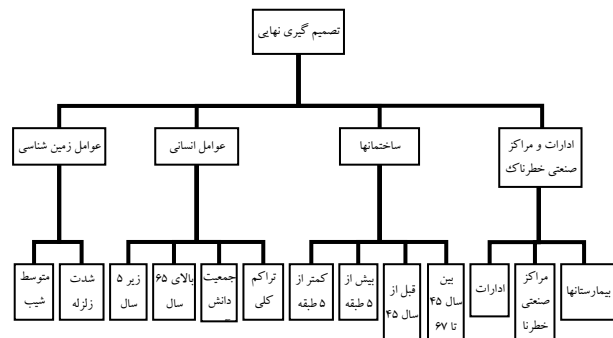 تصمیم گیری نهایی
ادارات و مراکز
صنعتی خطرناک
ساختمانها
عوامل انسانی
عوامل زمین شناسی
بیمارستانها
مراکز
صنعتی
خطرنا
ادارات
بین
سال ۴۵
تا ۶۷
قبل از
سال ۴۵
بیش از
۵ طبقه
کمتر از
۵ طبقه
تراکم
کلی
جمعیت
دانش
بالای ۶۵
سال
زیر ۵
سال
شدت
زلزله
متوسط
شیب